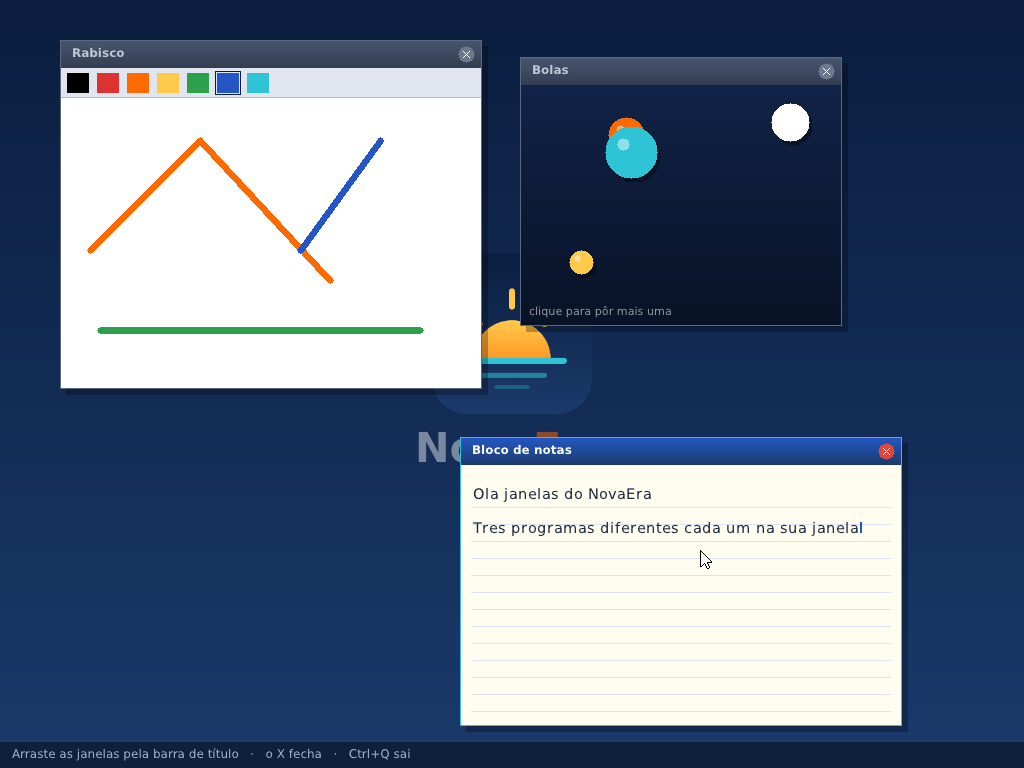 Rabisco
Bolas
clique para pôr mais uma
No
Bloco de notas
Ola janelas do NovaEra
Tres programas diferentes cada um na sua janela
Arraste as janelas pela barra de título · o X fecha · Ctrl+Q sai